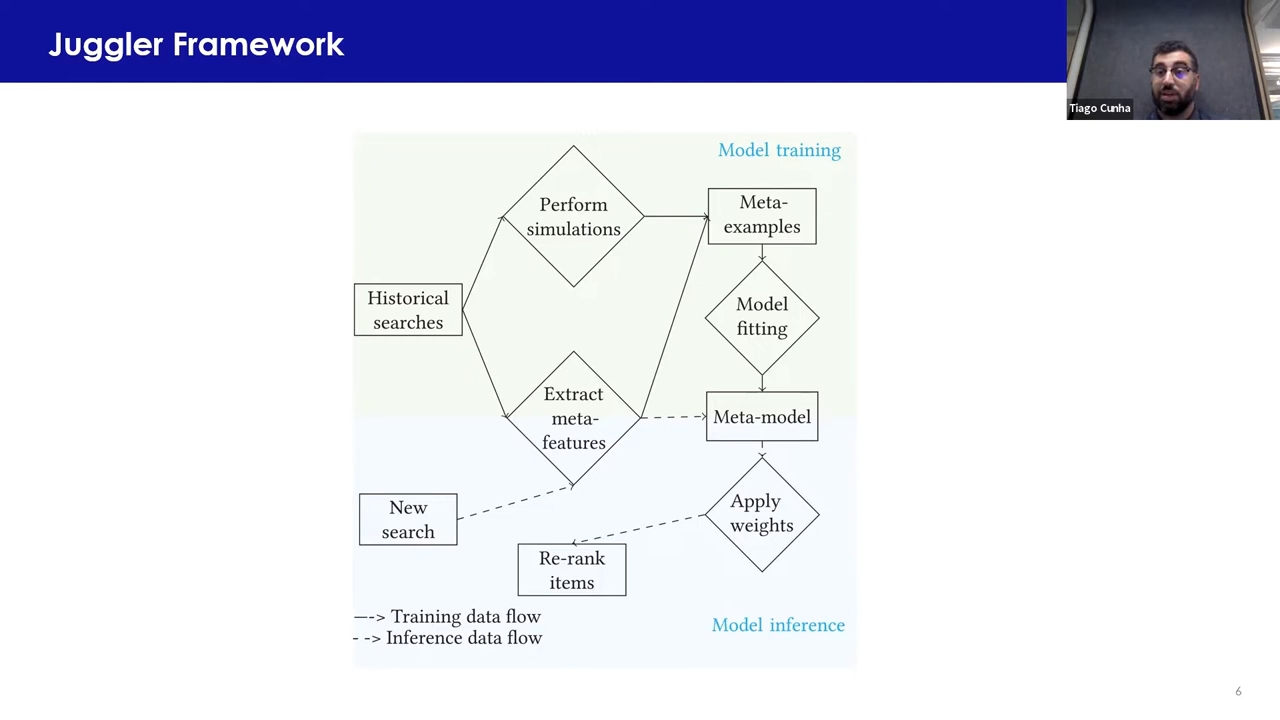 Juggler Framework
Tiago Cunha
Model training
Perform
simulations
Meta-
examples
Historical
searches
Model
fitting
Extract
meta-
features
Meta-model
New
search
Apply
weights
Re-rank
items
—-> Training data flow
- -> Inference data flow
Model inference
6